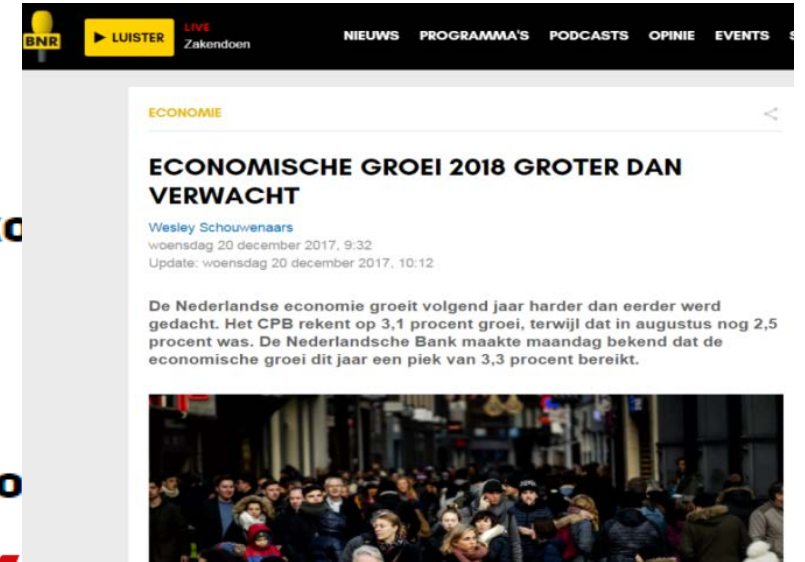 BNR
LUISTER
LIVE
Zakendoen
NIEUWS PROGRAMMA'S PODCASTS OPINIE EVENTS
ECONOMIE
ECONOMISCHE GROEI 2018 GROTER DAN
VERWACHT
Wesley Schouwenaars
woensdag 20 december 2017, 9:32
Update: woensdag 20 december 2017, 10:12
De Nederlandse economie groeit volgend jaar harder dan eerder werd
gedacht. Het CPB rekent op 3,1 procent groei, terwijl dat in augustus nog 2,5
procent was. De Nederlandsche Bank maakte maandag bekend dat de
economische groei dit jaar een piek van 3,3 procent bereikt.